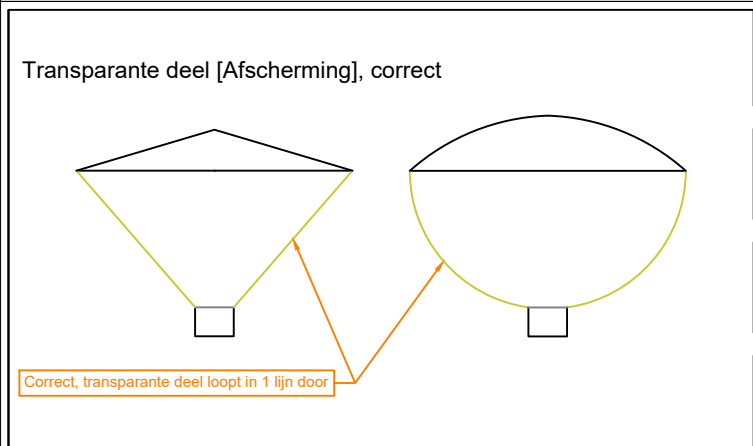 Transparante deel [Afscherming], correct
Correct, transparante deel loopt in 1 lijn door